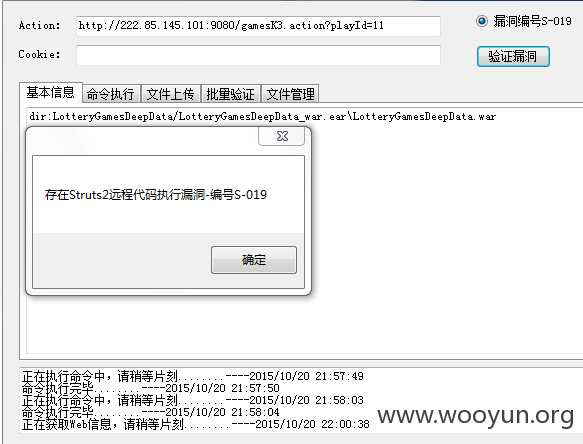 Action: http://222.85.145.101:9080/gamesK3.action?playId=11
漏洞编号S-019
Cookie:
验证漏洞
基本信息 命令执行 文件上传 批量验证 文件管理
dir:LotteryGamesDeepData/LotteryGamesDeepData_war.ear\LotteryGamesDeepData.war
存在Struts2远程代码执行漏洞-编号S-019
确定
正在执行命令中，请稍等片刻........----2015/10/20 21:57:49
命令执行完毕........----2015/10/20 21:57:50
正在执行命令中，请稍等片刻........----2015/10/20 21:58:03
命令执行完毕........----2015/10/20 21:58:04
正在获取Web信息，请稍等片刻........----2015/10/20 22:00:38
www.wooyun.org